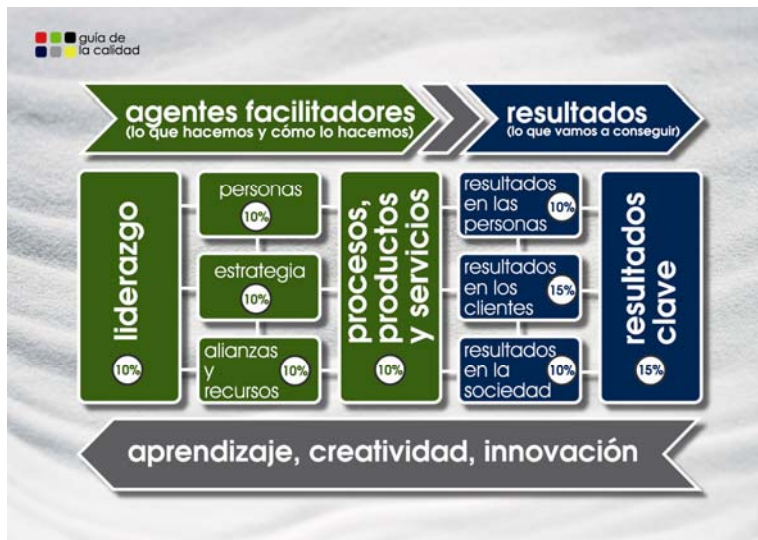 guía de
la calidad
agentes facilitadores
(lo que hacemos y cómo lo hacemos)
resultados
(lo que vamos a conseguir)
liderazgo
10%
personas
10%
estrategia
10%
alianzas
y
recursos
10%
procesos,
productos
y servicios
10%
resultados
en las
personas
10%
resultados
en los
clientes
15%
resultados
en la
sociedad
10%
resultados
clave
15%
aprendizaje, creatividad, innovación